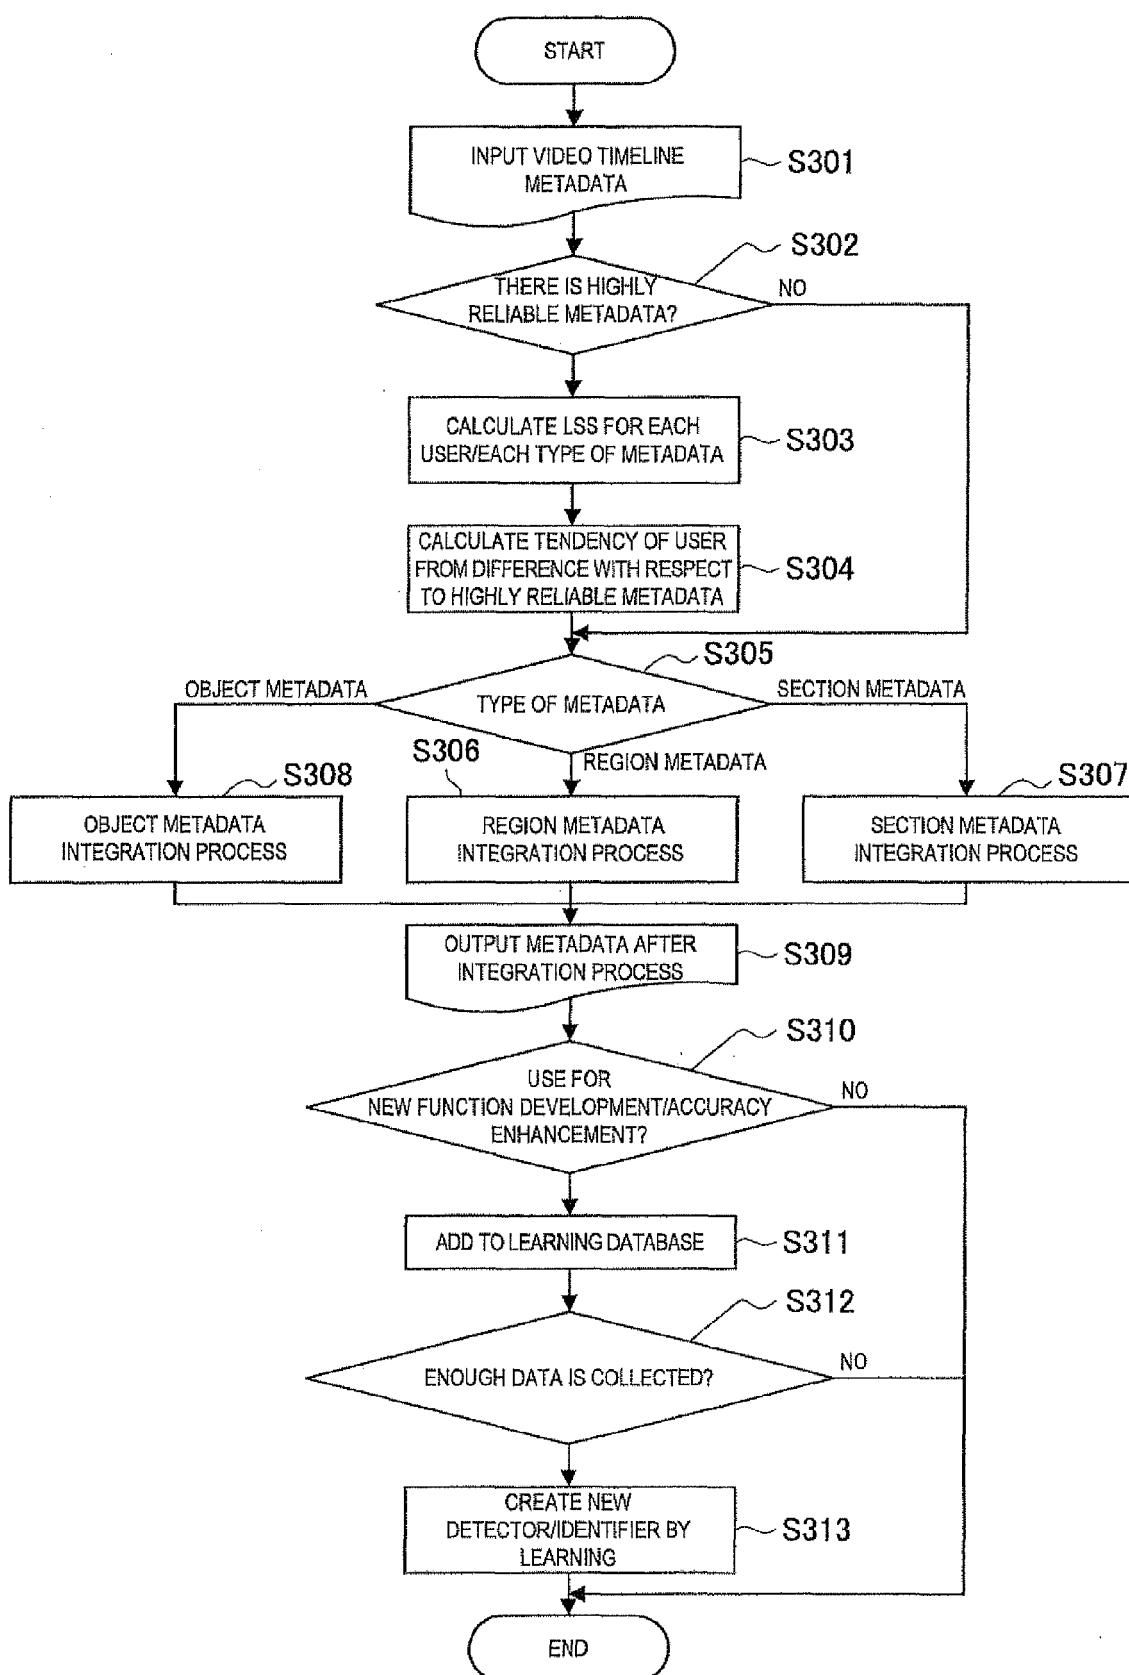 START
INPUT VIDEO TIMELINE
METADATA
S301
S302
THERE IS HIGHLY
RELIABLE METADATA?
NO
CALCULATE LSS FOR EACH
USER/EACH TYPE OF METADATA
S303
CALCULATE TENDENCY OF USER
FROM DIFFERENCE WITH RESPECT
TO HIGHLY RELIABLE METADATA
S304
S305
OBJECT METADATA
TYPE OF METADATA
SECTION METADATA
S306
REGION METADATA
S308
S307
OBJECT METADATA
INTEGRATION PROCESS
REGION METADATA
INTEGRATION PROCESS
SECTION METADATA
INTEGRATION PROCESS
OUTPUT METADATA AFTER
INTEGRATION PROCESS
S309
S310
USE FOR
NEW FUNCTION DEVELOPMENT/ACCURACY
ENHANCEMENT?
NO
ADD TO LEARNING DATABASE
S311
S312
ENOUGH DATA IS COLLECTED?
NO
CREATE NEW
DETECTOR/IDENTIFIER BY
LEARNING
S313
END